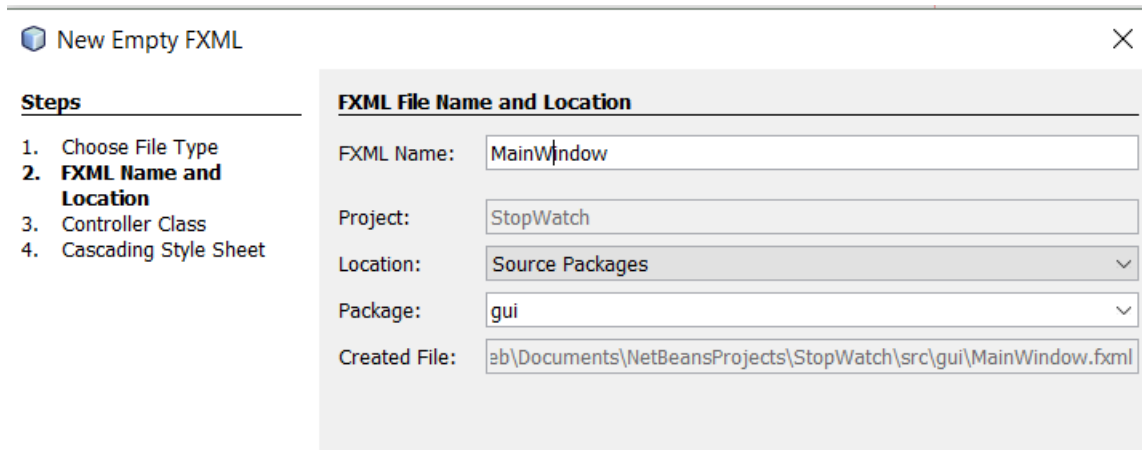 New Empty FXML
Steps
1. Choose File Type
2. FXML Name and
Location
3. Controller Class
4. Cascading Style Sheet
FXML File Name and Location
FXML Name: MainWindow
Project: StopWatch
Location: Source Packages
Package: gui
Created File: eb\Documents\NetBeansProjects\StopWatch\src\gui\MainWindow.fxml